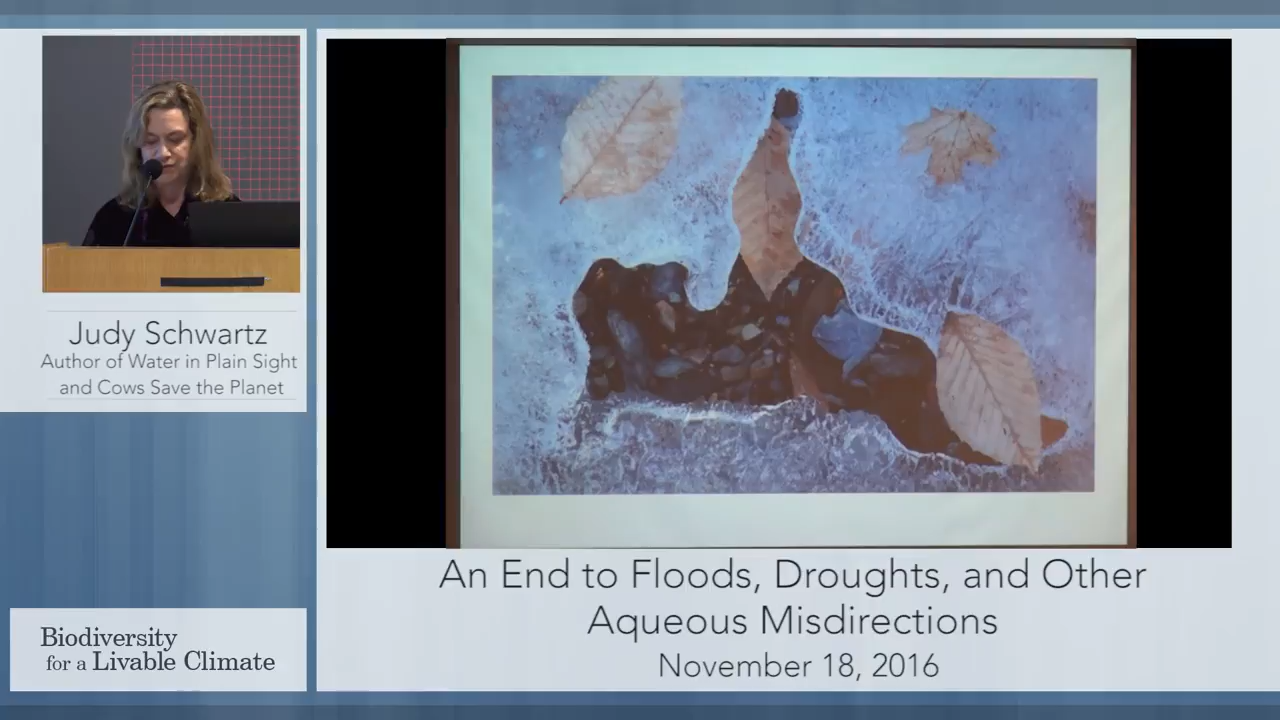 Judy Schwartz
Author of Water in Plain Sight
and Cows Save the Planet
An End to Floods, Droughts, and Other
Aqueous Misdirections
November 18, 2016
Biodiversity
for a Livable Climate